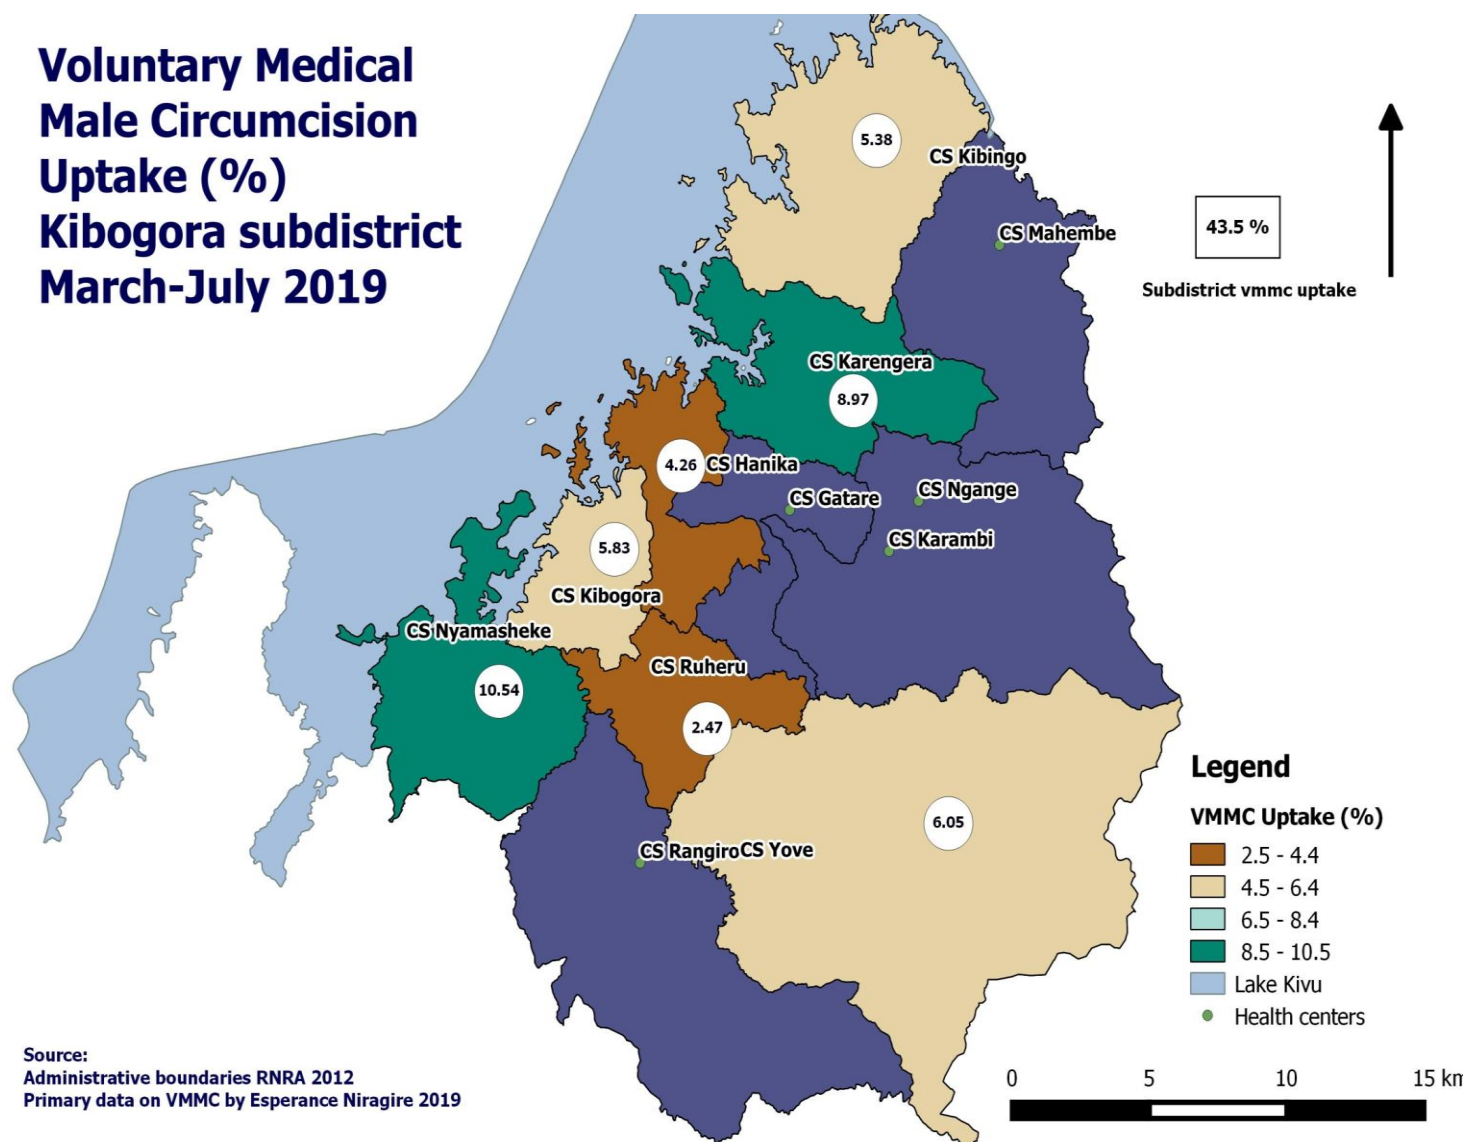 Voluntary Medical
Male Circumcision
Uptake (%)
Kibogora subdistrict
March-July 2019
5.38
CS Kibingo
CS Mahembe
43.5 %
Subdistrict vmmc uptake
CS Karengera
8.97
4.26
CS Hanika
CS Gatare
CS Ngange
CS Karambi
5.83
CS Kibogora
CS Nyamasheke
CS Ruheru
10.54
2.47
6.05
CS Rangiro
CS Yove
Legend
VMMC Uptake (%)
2.5 - 4.4
4.5 - 6.4
6.5 - 8.4
8.5 - 10.5
Lake Kivu
Health centers
Source:
Administrative boundaries RNRA 2012
Primary data on VMMC by Esperance Niragire 2019
0 5 10 15 km